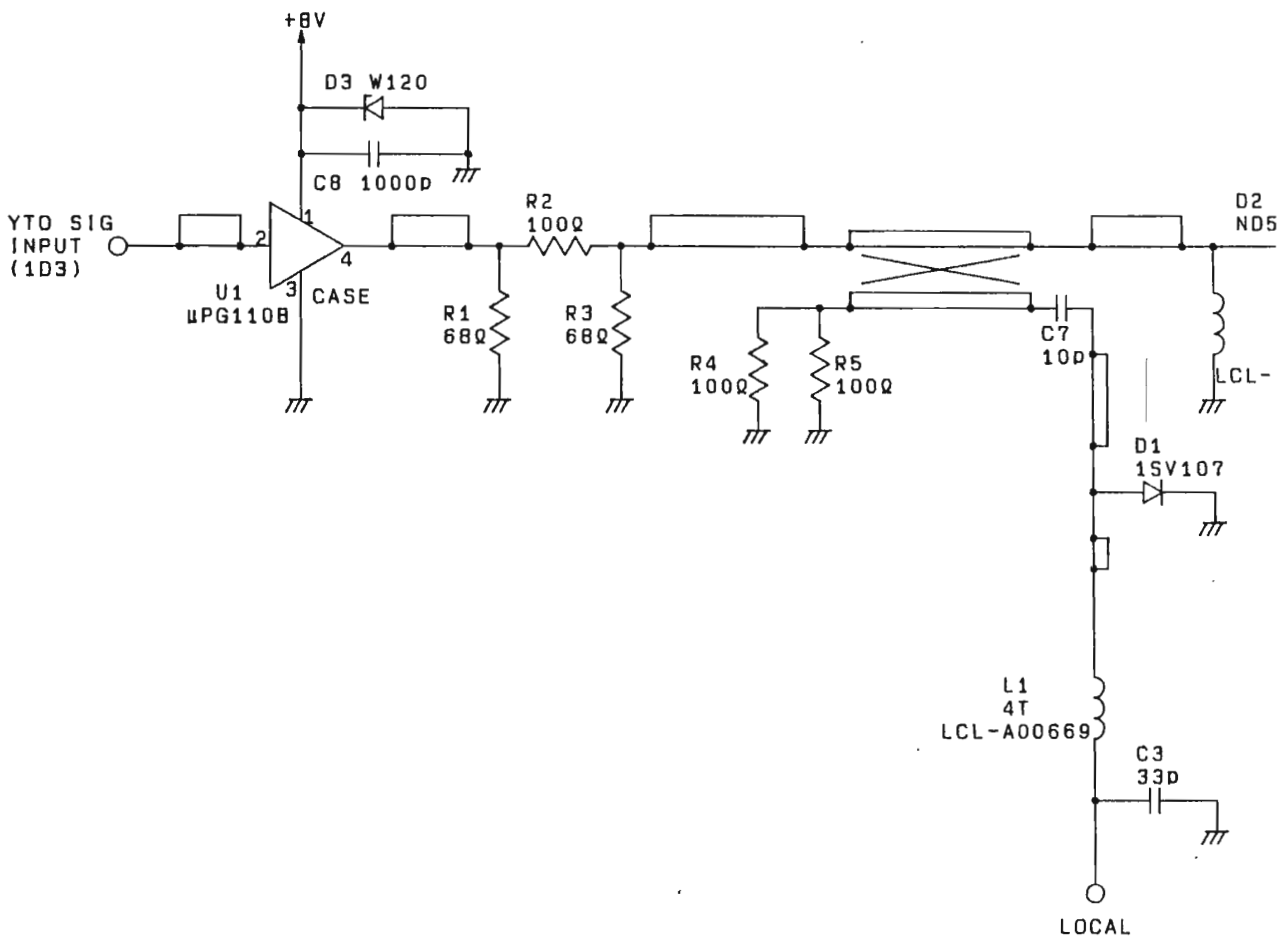 +8V
D3 W120
C8 1000p
YTO SIG
INPUT
(1D3)
2
1
3
4
U1
µPG110B
CASE
R2
100Ω
R1
68Ω
R3
68Ω
R4
100Ω
R5
100Ω
C7
10p
D2
ND5
LCL-
D1
1SV107
L1
4T
LCL-A00669
C3
33p
LOCAL